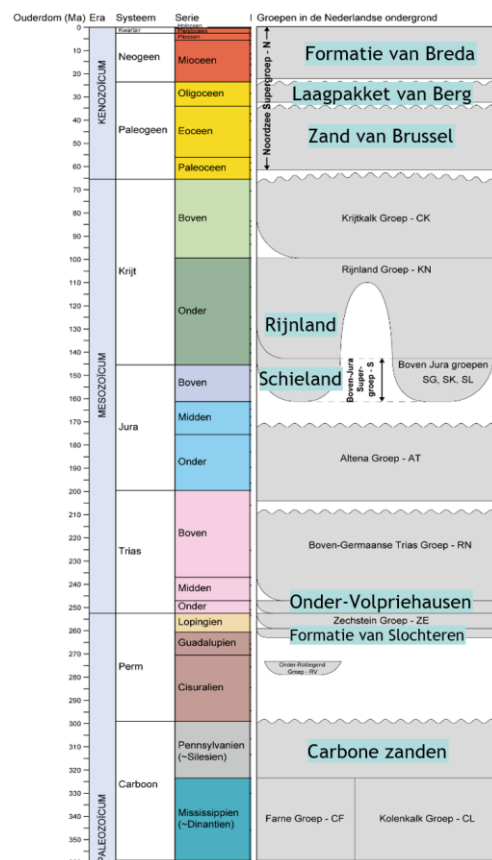 Ouderdom (Ma) Era Systeem Serie Groepen in de Nederlandse ondergrond
0
10
20
30
40
50
60
70
80
90
100
110
120
130
140
150
160
170
180
190
200
210
220
230
240
250
260
270
280
290
300
310
320
330
340
350
KENOZOÏCUM
MESOZOÏCUM
PALEOZOÏCUM
Kwartair
Neogeen
Paleogeen
Krijt
Jura
Trias
Perm
Carboon
Holoceen
Pleistoceen
Plioceen
Mioceen
Oligoceen
Eoceen
Paleoceen
Boven
Onder
Boven
Midden
Onder
Boven
Midden
Onder
Lopingien
Guadalupien
Cisuralien
Pennsylvanien
(~Silesien)
Mississippien
(~Dinantien)
Noordzee Supergroep - N
Formatie van Breda
Laagpakket van Berg
Zand van Brussel
Krijtkalk Groep - CK
Rijnland Groep - KN
Rijnland
Schieland
Boven-Jura
Super-
groep - S
Boven Jura groepen
SG, SK, SL
Altena Groep - AT
Boven-Germaanse Trias Groep - RN
Onder-Volpriehausen
Zechstein Groep - ZE
Formatie van Slochteren
Onder-Rotliegend
Groep - RV
Carbone zanden
Farne Groep - CF
Kolenkalk Groep - CL